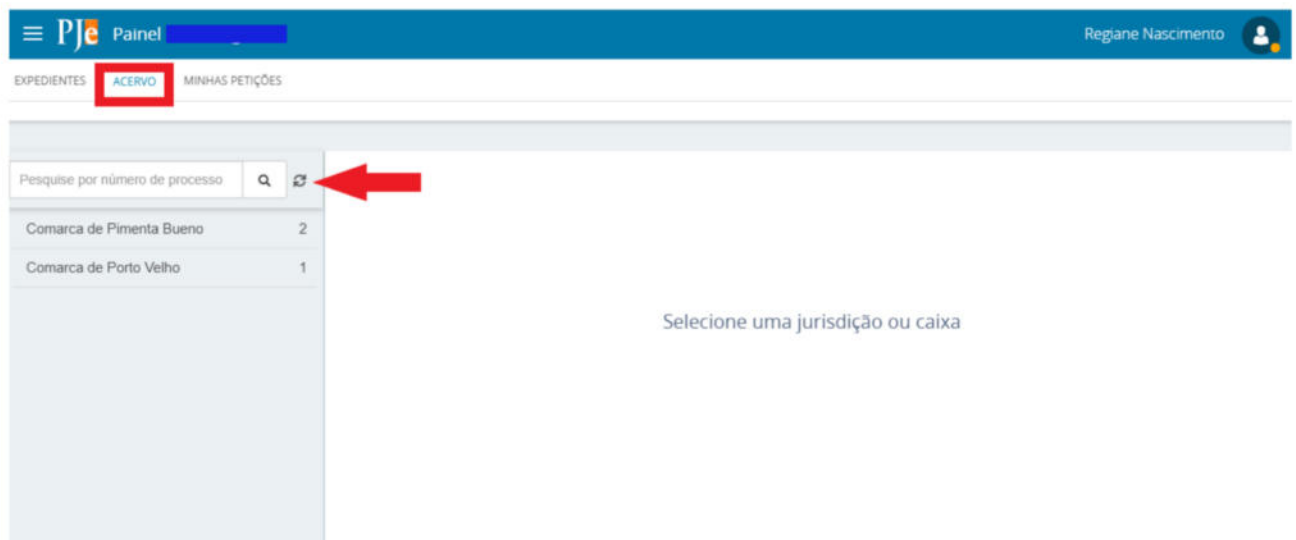 PJe Painel
Regiane Nascimento
EXPEDIENTES ACERVO MINHAS PETIÇÕES
Pesquise por número de processo
Comarca de Pimenta Bueno 2
Comarca de Porto Velho 1
Selecione uma jurisdição ou caixa